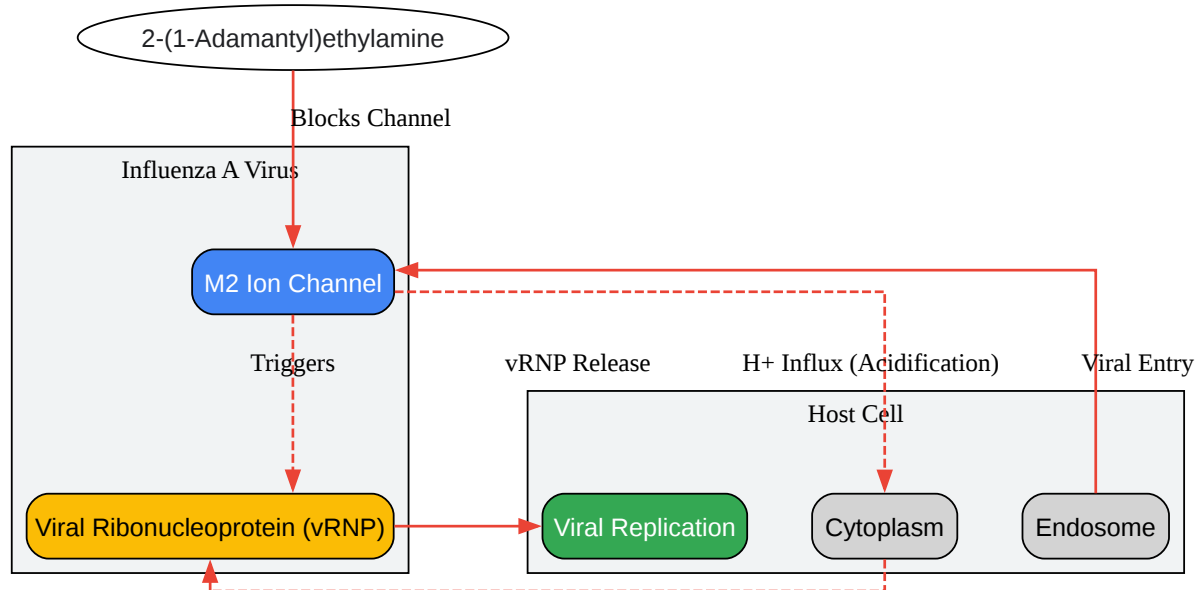 2-(1-Adamantyl)ethylamine
Blocks Channel
Influenza A Virus
M2 Ion Channel
Triggers
vRNP Release
H+ Influx (Acidification)
Viral Entry
Host Cell
Viral Ribonucleoprotein (vRNP)
Viral Replication
Cytoplasm
Endosome